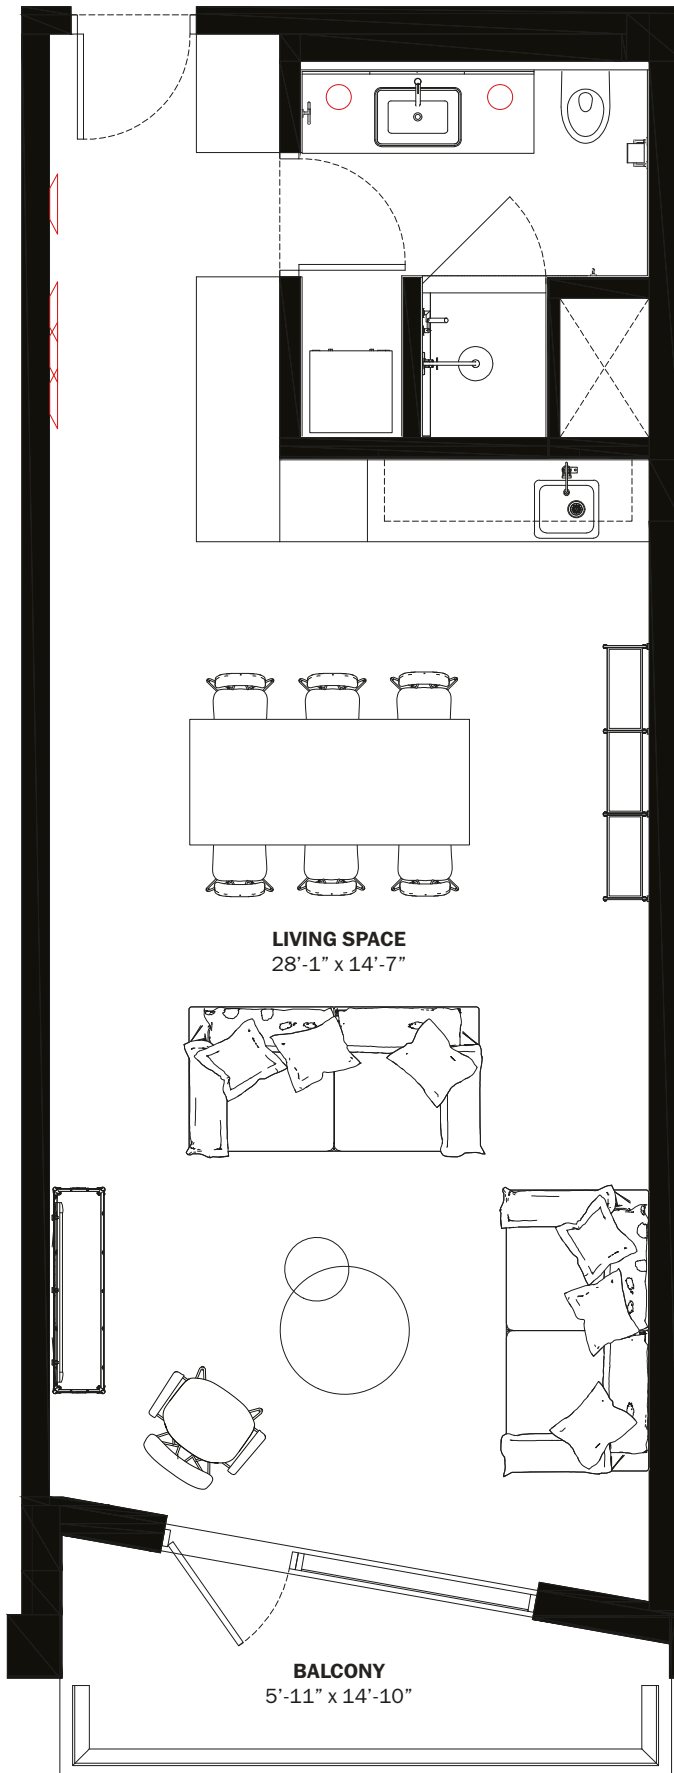 LIVING SPACE
28’-1” x 14’-7”
BALCONY
5’-11” x 14’-10”